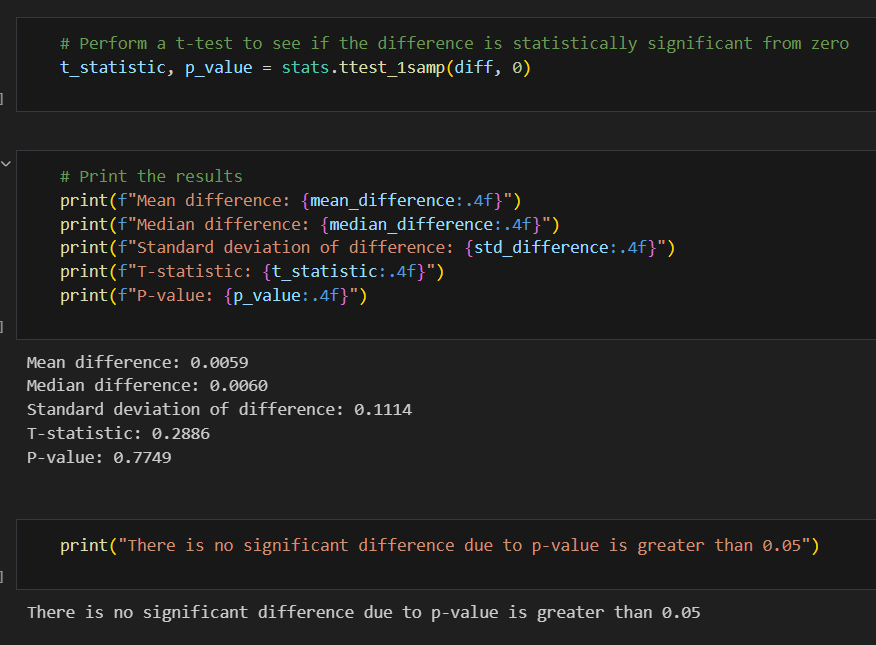 # Perform a t-test to see if the difference is statistically significant from zero
t_statistic, p_value = stats.ttest_1samp(diff, 0)
]
# Print the results
print(f"Mean difference: {mean_difference:.4f}")
print(f"Median difference: {median_difference:.4f}")
print(f"Standard deviation of difference: {std_difference:.4f}")
print(f"T-statistic: {t_statistic:.4f}")
print(f"P-value: {p_value:.4f}")
]
Mean difference: 0.0059
Median difference: 0.0060
Standard deviation of difference: 0.1114
T-statistic: 0.2886
P-value: 0.7749
print("There is no significant difference due to p-value is greater than 0.05")
]
There is no significant difference due to p-value is greater than 0.05